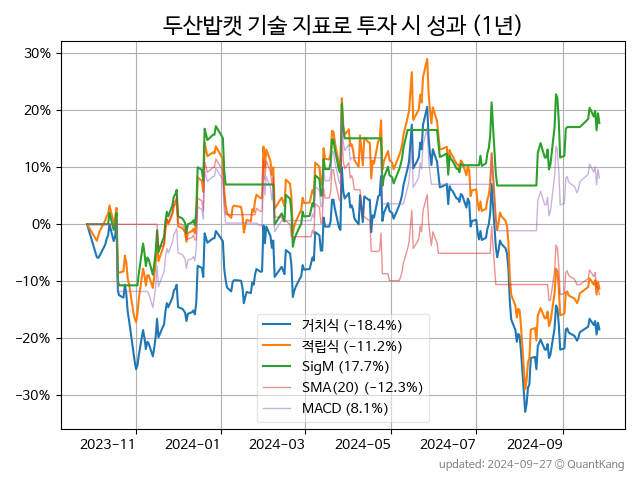 두산밥캣 기술 지표로 투자 시 성과 (1년)
30%
20%
10%
0%
−10%
−20%
−30%
거치식 (−18.4%)
적립식 (−11.2%)
SigM (17.7%)
SMA(20) (−12.3%)
MACD (8.1%)
2023-11 2024-01 2024-03 2024-05 2024-07 2024-09
updated: 2024-09-27 © QuantKang